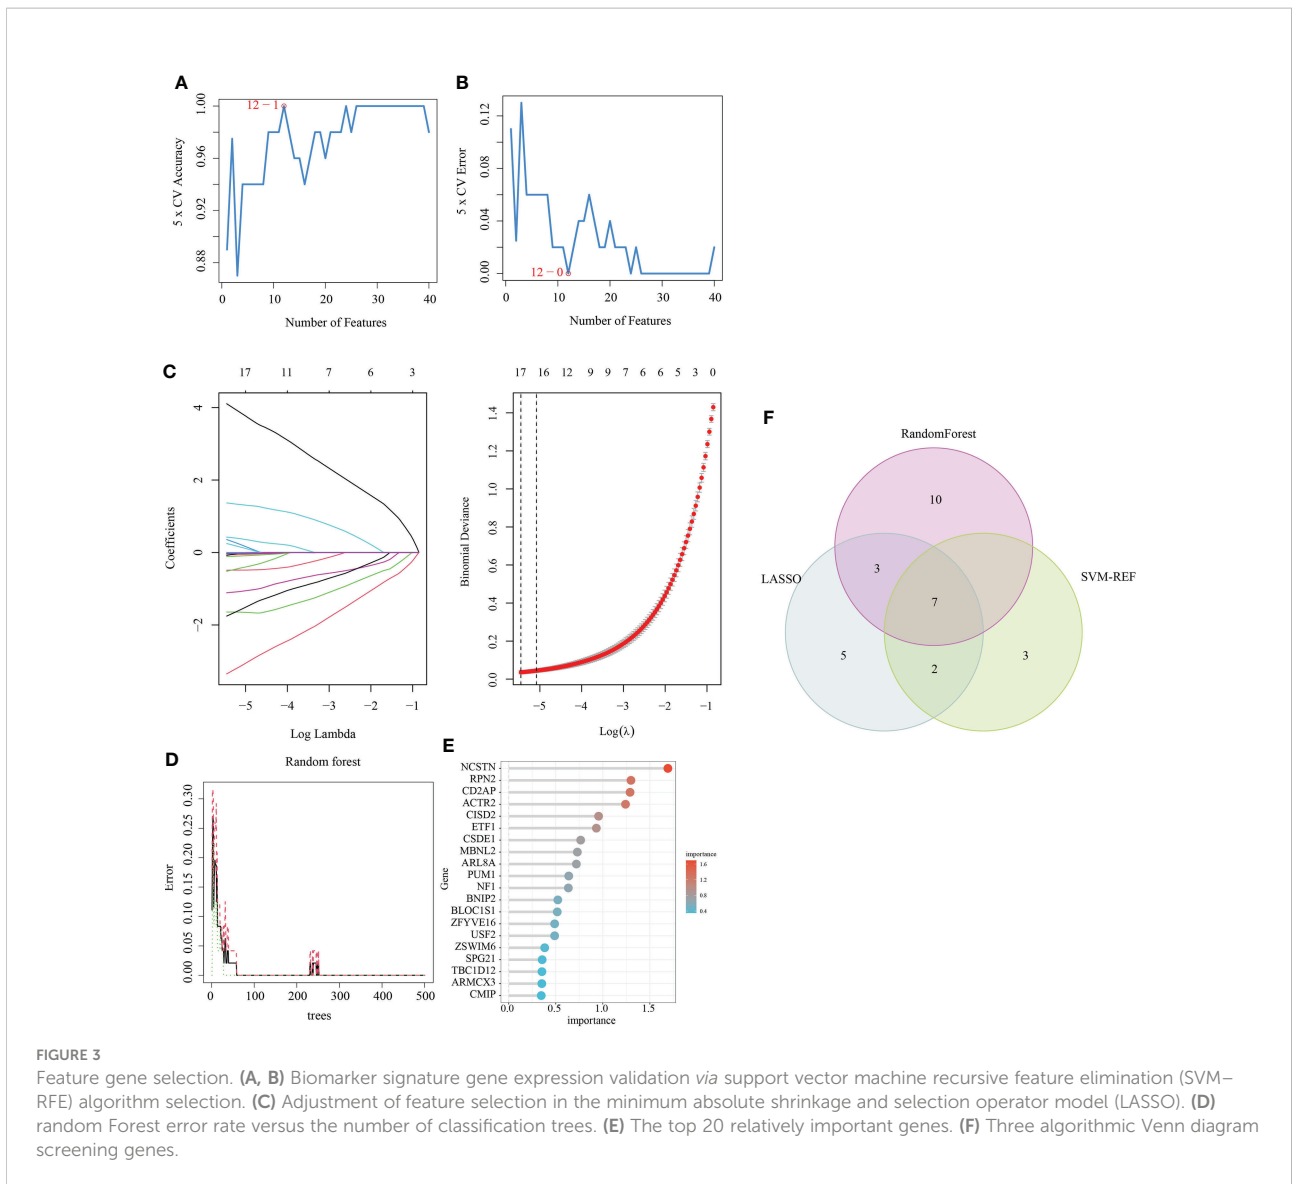 A
12 − 1
1.00
0.96
0.92
0.88
5 x CV Accuracy
0 10 20 30 40
Number of Features
B
12 − 0
0.12
0.08
0.04
0.00
5 x CV Error
0 10 20 30 40
Number of Features
C
17 11 7 6 3
4
2
0
−2
Coefficients
−5 −4 −3 −2 −1
Log Lambda
17 16 12 9 9 7 6 6 5 3 0
1.4
1.2
1.0
0.8
0.6
0.4
0.2
0.0
Binomial Deviance
−5 −4 −3 −2 −1
Log(λ)
D
Random forest
0.30
0.25
0.20
0.15
0.10
0.05
0.00
Error
0 100 200 300 400 500
trees
E
Gene
NCSTN
RPN2
CD2AP
ACTR2
CISD2
ETF1
CSDE1
MBNL2
ARL8A
PUM1
NF1
BNIP2
BLOC1S1
ZFYVE16
USF2
ZSWIM6
SPG21
TBC1D12
ARMCX3
CMIP
0.0 0.5 1.0 1.5
importance
importance
1.6
1.2
0.8
0.4
F
RandomForest
10
LASSO
3
SVM-REF
7
5
2
3
FIGURE 3
Feature gene selection. (A, B) Biomarker signature gene expression validation via support vector machine recursive feature elimination (SVM–
RFE) algorithm selection. (C) Adjustment of feature selection in the minimum absolute shrinkage and selection operator model (LASSO). (D)
random Forest error rate versus the number of classification trees. (E) The top 20 relatively important genes. (F) Three algorithmic Venn diagram
screening genes.